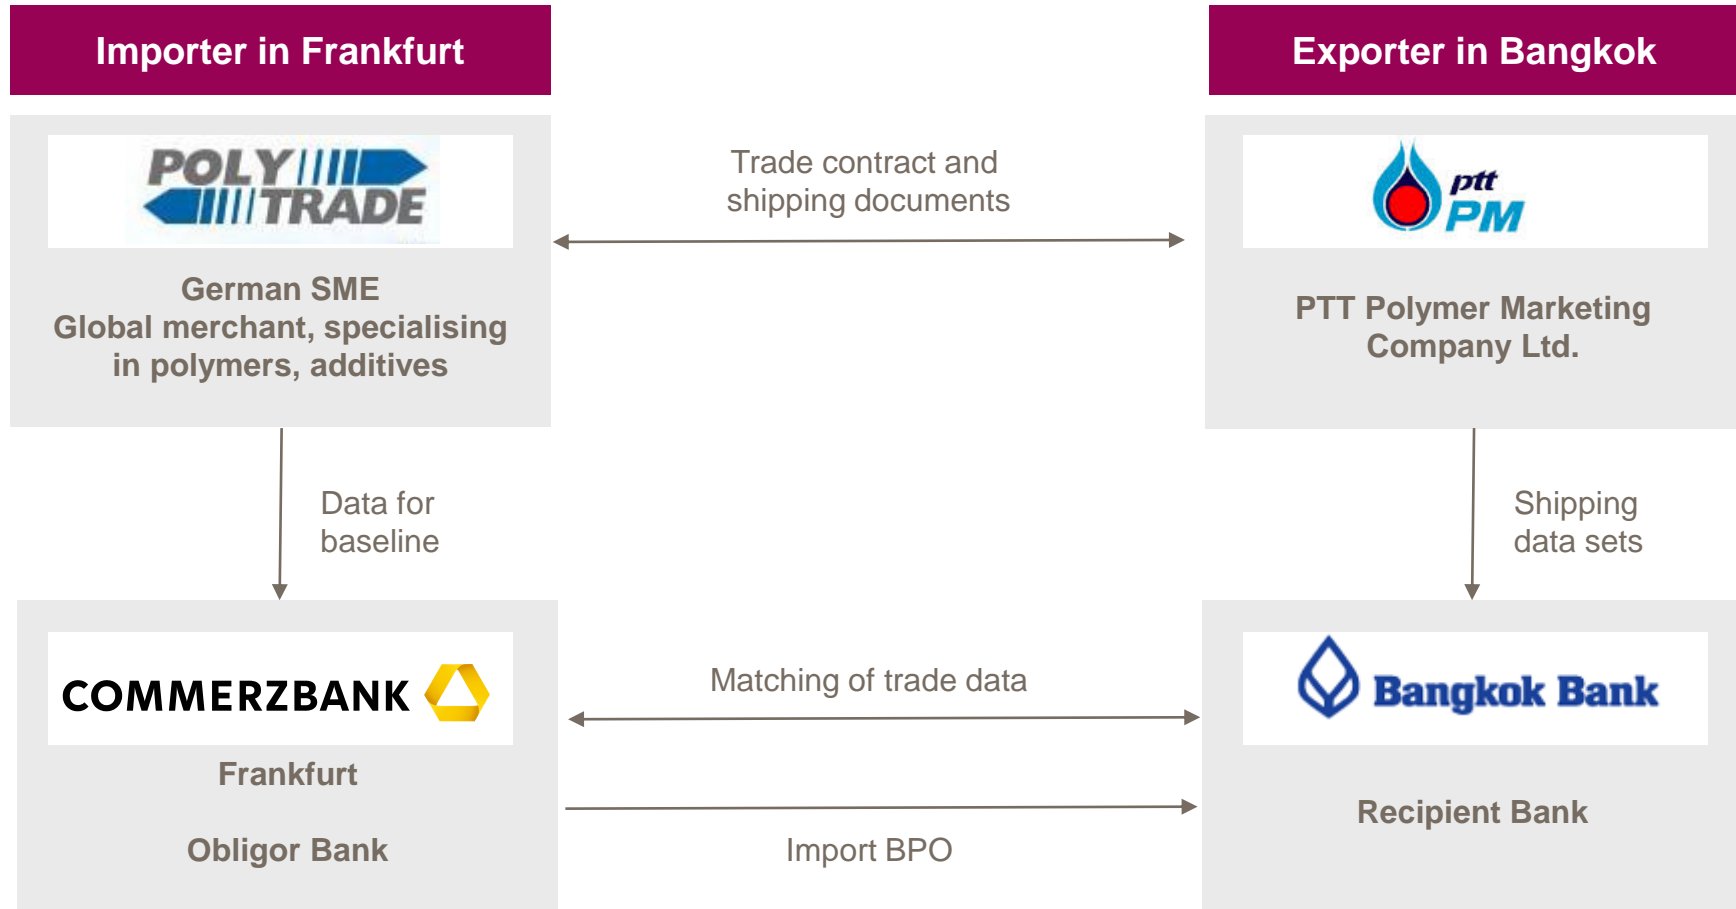 Importer in Frankfurt
Exporter in Bangkok
POLY
TRADE
Trade contract and
shipping documents
ptt
PM
German SME
Global merchant, specialising
in polymers, additives
PTT Polymer Marketing
Company Ltd.
Data for
baseline
Shipping
data sets
COMMERZBANK
Matching of trade data
Bangkok Bank
Frankfurt
Obligor Bank
Import BPO
Recipient Bank